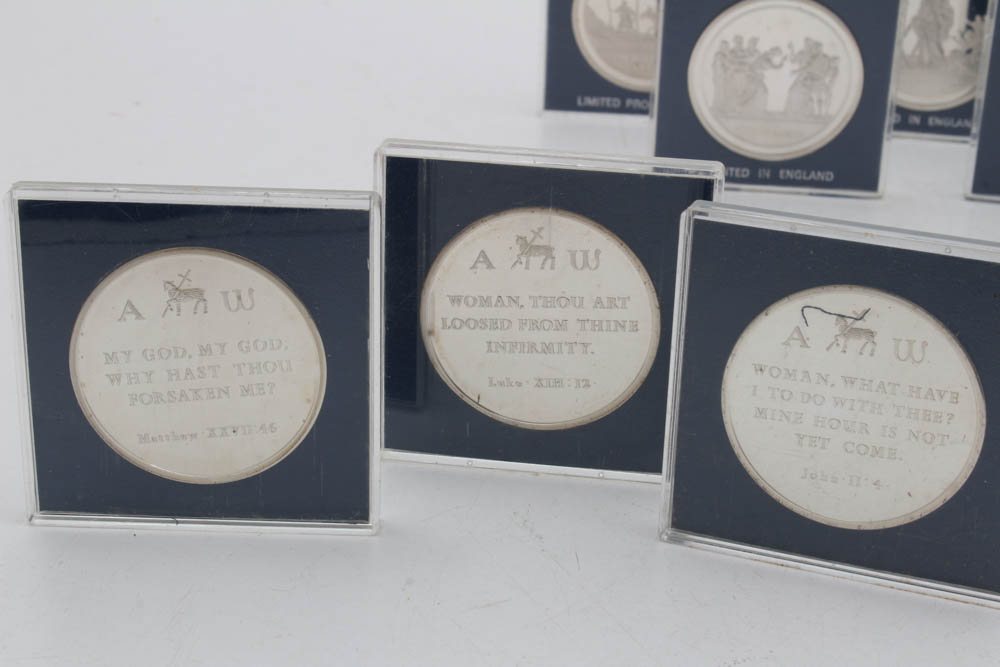 LIMITED PRO
TED IN ENGLAND
D IN ENGLAND
A W
MY GOD, MY GOD,
WHY HAST THOU
FORSAKEN ME?
Matthew · XXVII: 46
A W
WOMAN, THOU ART
LOOSED FROM THINE
INFIRMITY.
Luke · XIII: 12 ·
A W
WOMAN, WHAT HAVE
I TO DO WITH THEE?
MINE HOUR IS NOT
YET COME.
John · II · 4 ·